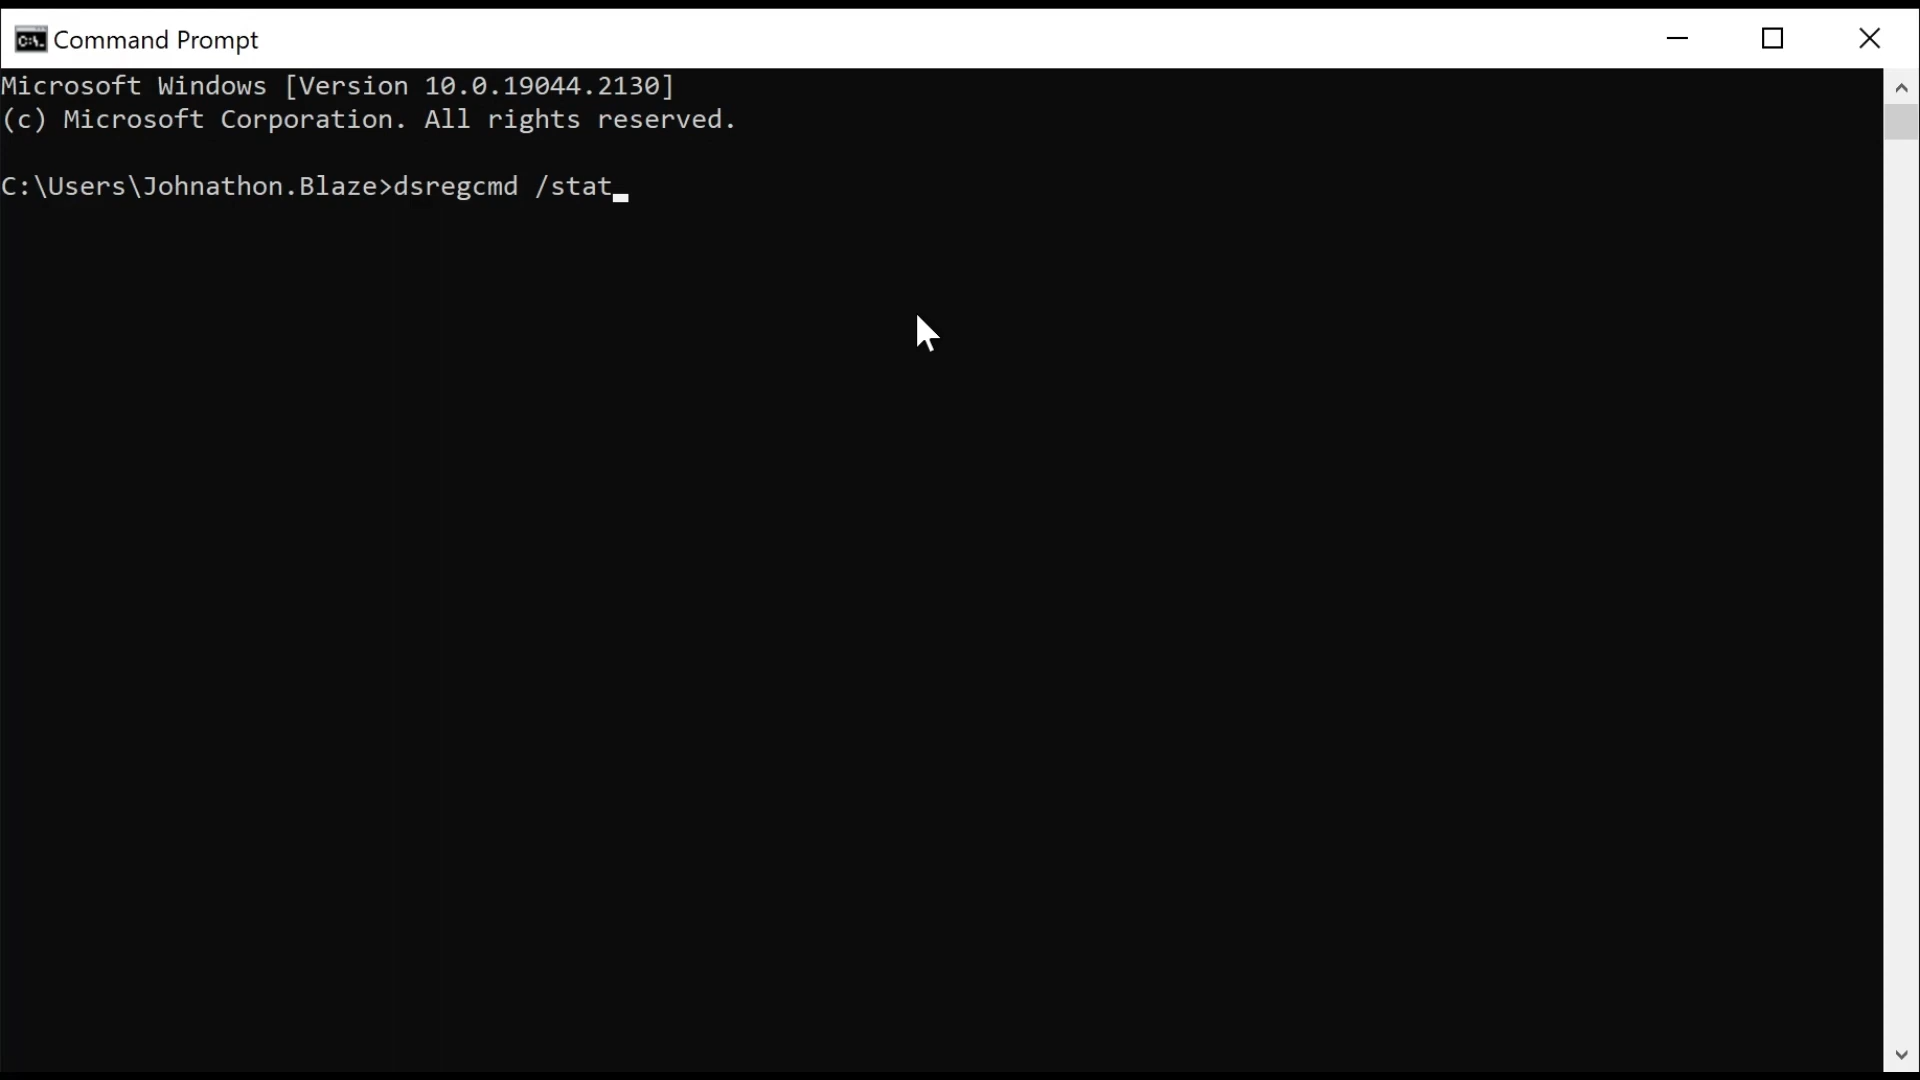 Command Prompt
Microsoft Windows [Version 10.0.19044.2130]
(c) Microsoft Corporation. All rights reserved.
C:\Users\Johnathon.Blaze>dsregcmd /stat